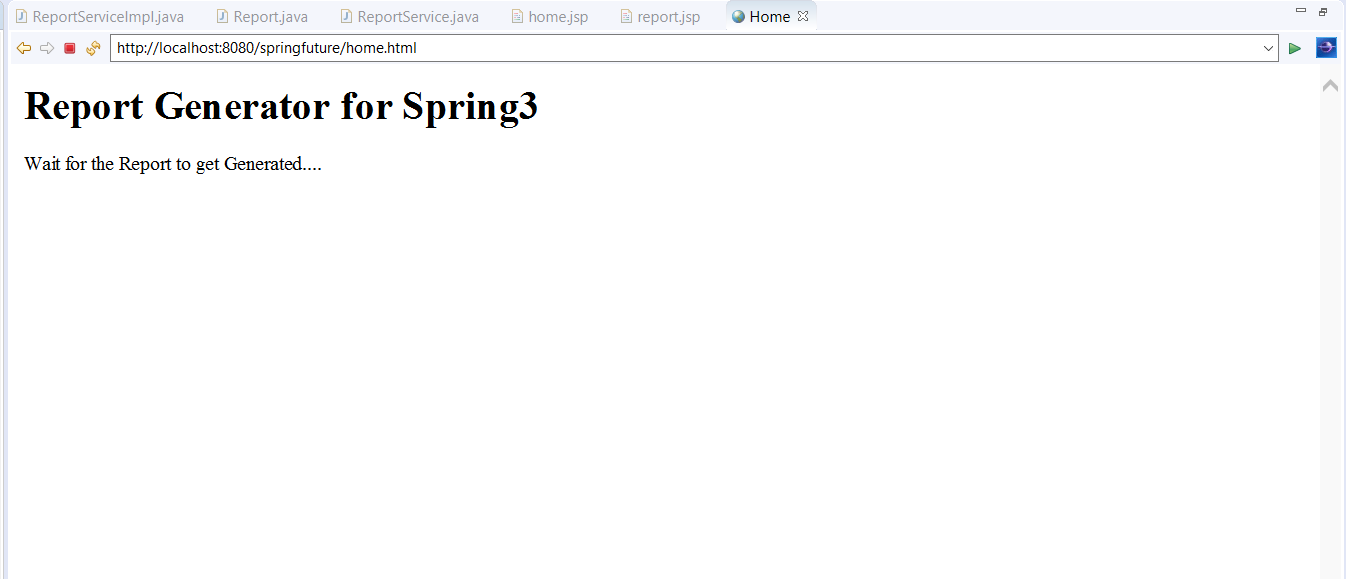 ReportServiceImpl.java Report.java ReportService.java home.jsp report.jsp Home
http://localhost:8080/springfuture/home.html
Report Generator for Spring3
Wait for the Report to get Generated....